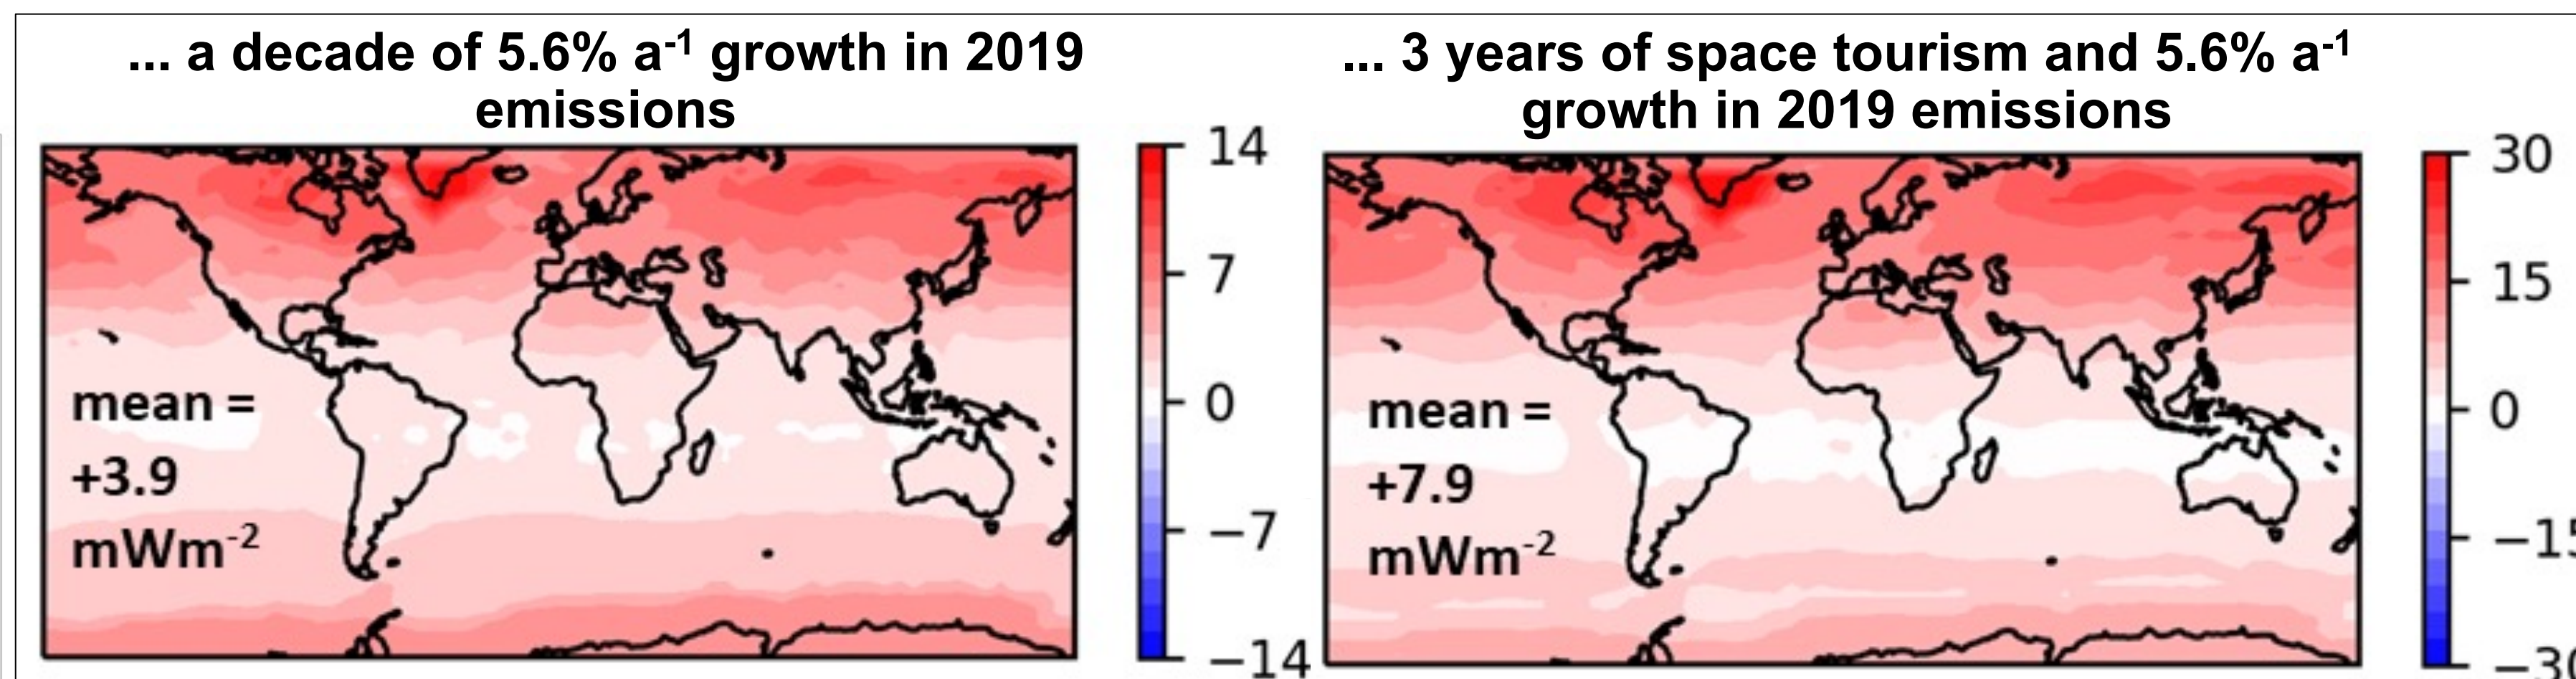 ... a decade of 5.6% a-1 growth in 2019
emissions
14
7
0
−7
−14
mean =
+3.9
mWm-2
... 3 years of space tourism and 5.6% a-1
growth in 2019 emissions
30
15
0
−15
−30
mean =
+7.9
mWm-2